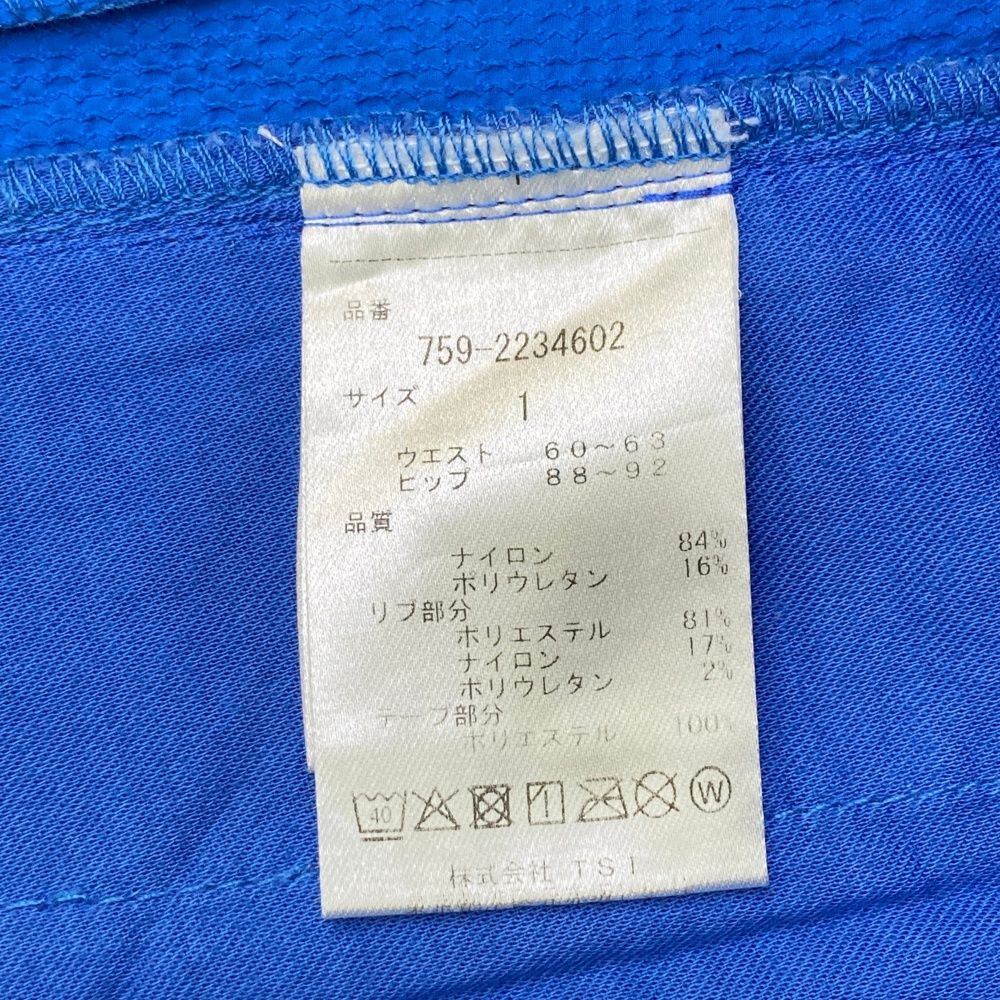 品番
759-2234602
サイズ 1
ウエスト 60～63
ヒップ 88～92
品質
ナイロン 84%
ポリウレタン 16%
リブ部分
ポリエステル 81%
ナイロン 17%
ポリウレタン 2%
テープ部分
ポリエステル 100%
40 W
株式会社 TSI